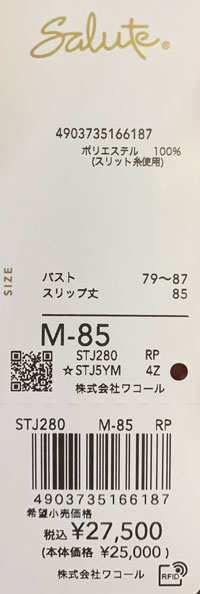 Salute®
4903735166187
ポリエステル 100%
(スリット糸使用)
SIZE
バスト 79〜87
スリップ丈 85
M-85
STJ280 RP
☆STJ5YM 4Z
株式会社ワコール
STJ280 M-85 RP
4903735166187
希望小売価格
税込 ¥27,500
(本体価格 ¥25,000)
株式会社ワコール
RFID